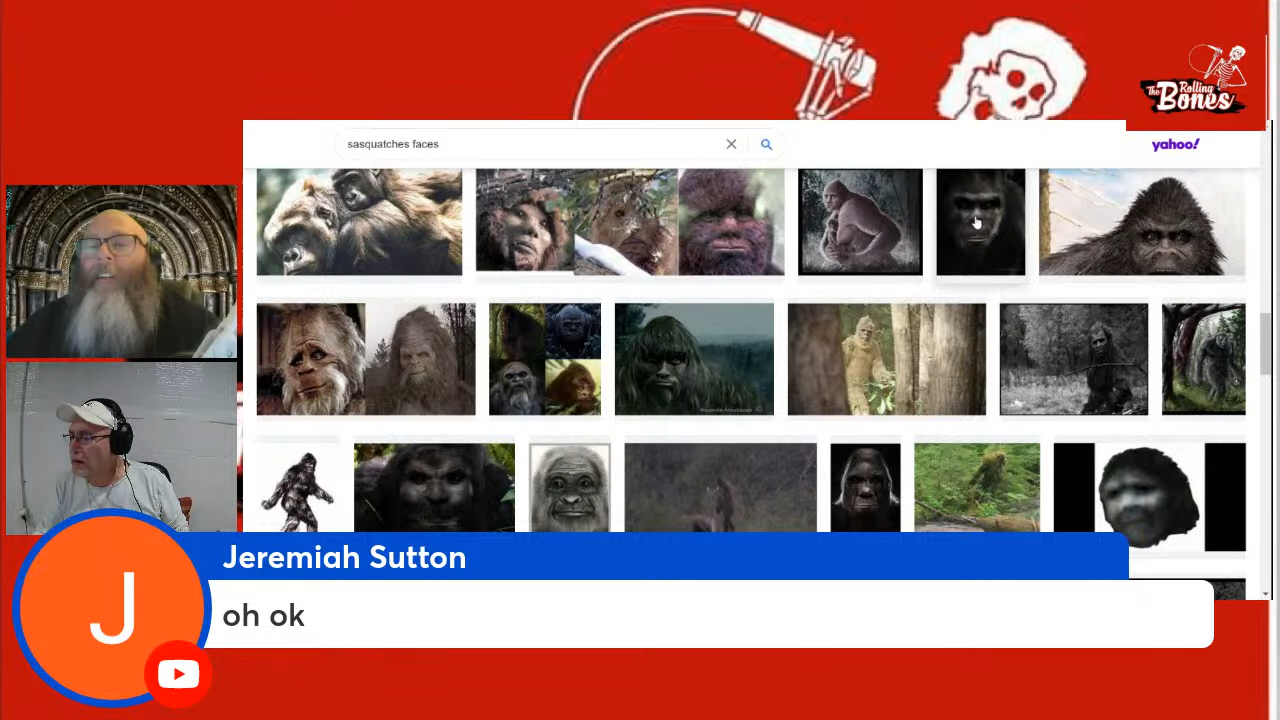 The Rolling
Bones
sasquatches faces
yahoo!
Jeremiah Sutton
J
oh ok